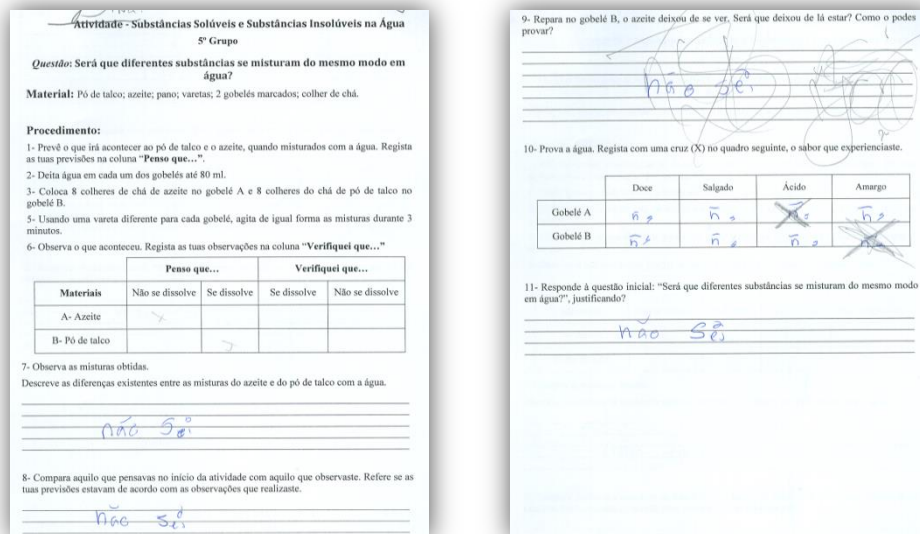 Atividade - Substâncias Solúveis e Substâncias Insolúveis na Água
5º Grupo
Questão: Será que diferentes substâncias se misturam do mesmo modo em
água?
Material: Pó de talco; azeite; pano; varetas; 2 gobelés marcados; colher de chá.
Procedimento:
1- Prevê o que irá acontecer ao pó de talco e o azeite, quando misturados com a água. Regista
as tuas previsões na coluna "Penso que...".
2- Deita água em cada um dos gobelés até 80 ml.
3- Coloca 8 colheres de chá de azeite no gobelé A e 8 colheres do chá de pó de talco no
gobelé B.
5- Usando uma vareta diferente para cada gobelé, agita de igual forma as misturas durante 3
minutos.
6- Observa o que aconteceu. Regista as tuas observações na coluna "Verifiquei que..."
Penso que... Verifiquei que...
Materiais Não se dissolve Se dissolve Se dissolve Não se dissolve
A- Azeite x
B- Pó de talco
7- Observa as misturas obtidas.
Descreve as diferenças existentes entre as misturas do azeite e do pó de talco com a água.
não sei
8- Compara aquilo que pensavas no início da atividade com aquilo que observaste. Refere se as
tuas previsões estavam de acordo com as observações que realizaste.
não sei
9- Repara no gobelé B, o azeite deixou de se ver. Será que deixou de lá estar? Como o podes
provar?
não sei
10- Prova a água. Regista com uma cruz (X) no quadro seguinte, o sabor que experienciaste.
Doce Salgado Ácido Amargo
Gobelé A
Gobelé B
11- Responde à questão inicial: "Será que diferentes substâncias se misturam do mesmo modo
em água?", justificando?
não sei